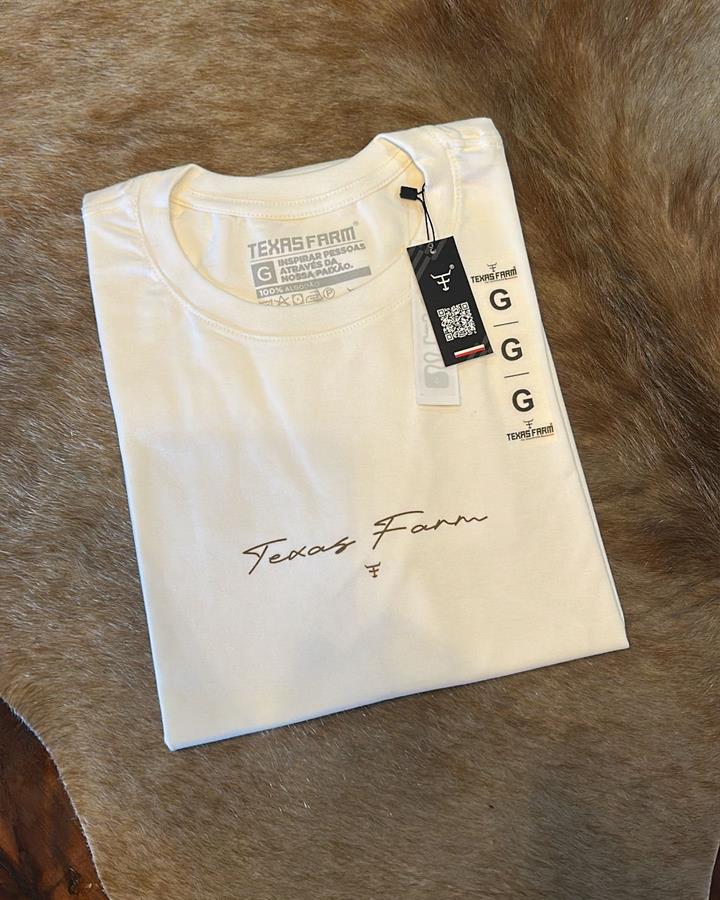 TEXAS FARM®
G
INSPIRAR PESSOAS
ATRAVÉS DA
NOSSA PAIXÃO.
100% ALGODÃO
TEXAS FARM
G
G
G
TEXAS FARM
Texas Farm